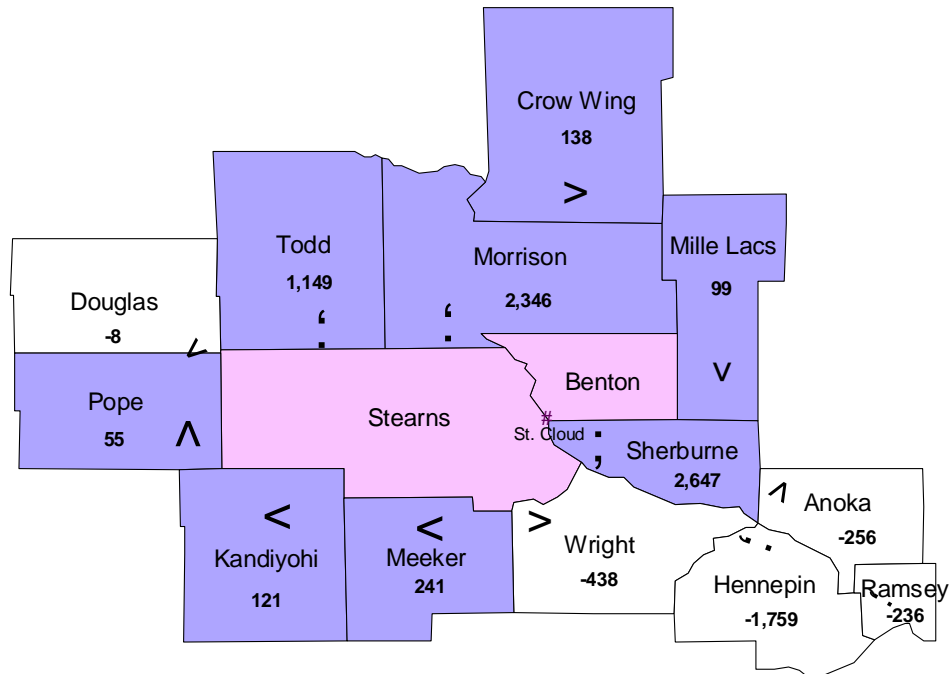 Crow Wing
138
>
Todd
1,149
Morrison
2,346
Mille Lacs
99
>
Douglas
-8
>
Pope
55
>
Benton
Stearns
#
St. Cloud
Sherburne
2,647
Kandiyohi
121
<
Meeker
241
<
>
Wright
-438
>
Anoka
-256
Hennepin
-1,759
Ramsey
-236